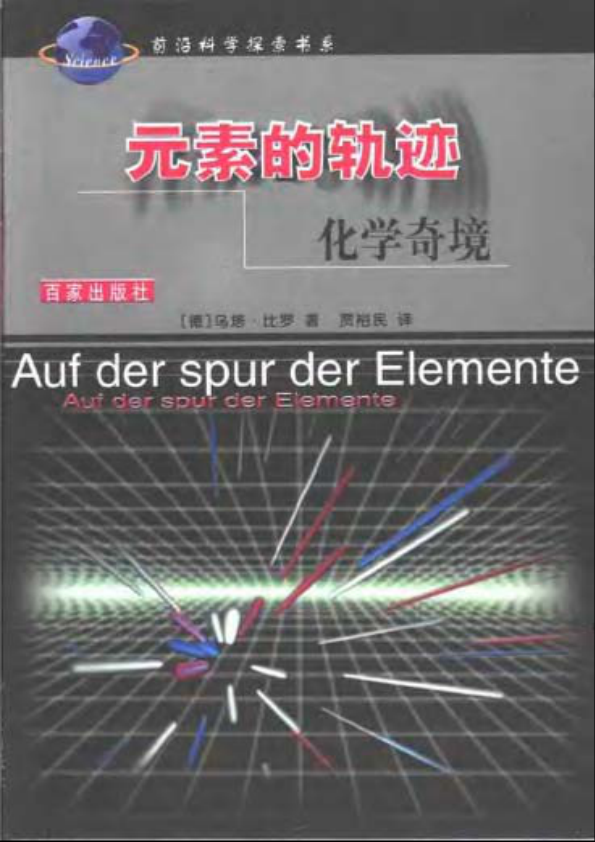 Science
前沿科学探索书系
元素的轨迹
化学奇境
百家出版社
[德]乌塔·比罗 著 贾裕民 译
Auf der spur der Elemente
Auf der spur der Elemente